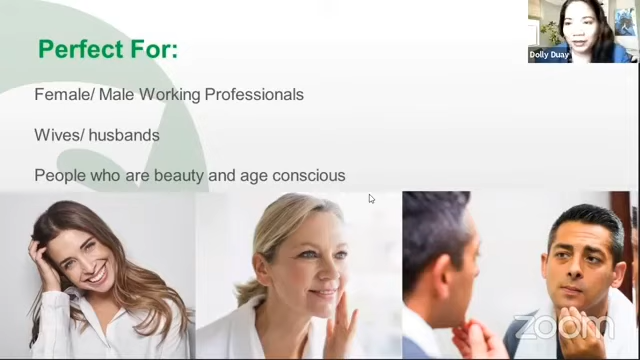 Perfect For:
Dolly Duay
Female/ Male Working Professionals
Wives/ husbands
People who are beauty and age conscious
zoom